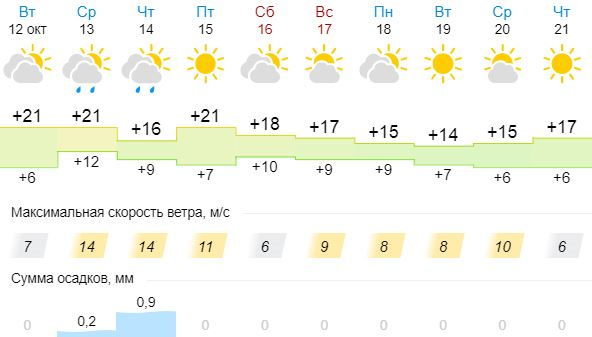 Вт Ср Чт Пт Сб Вс Пн Вт Ср Чт
12 окт 13 14 15 16 17 18 19 20 21
+21 +21 +16 +21 +18 +17 +15 +14 +15 +17
+6 +12 +9 +7 +10 +9 +9 +7 +6 +6
Максимальная скорость ветра, м/с
7 14 14 11 6 9 8 8 10 6
Сумма осадков, мм
0 0,2 0,9 0 0 0 0 0 0 0